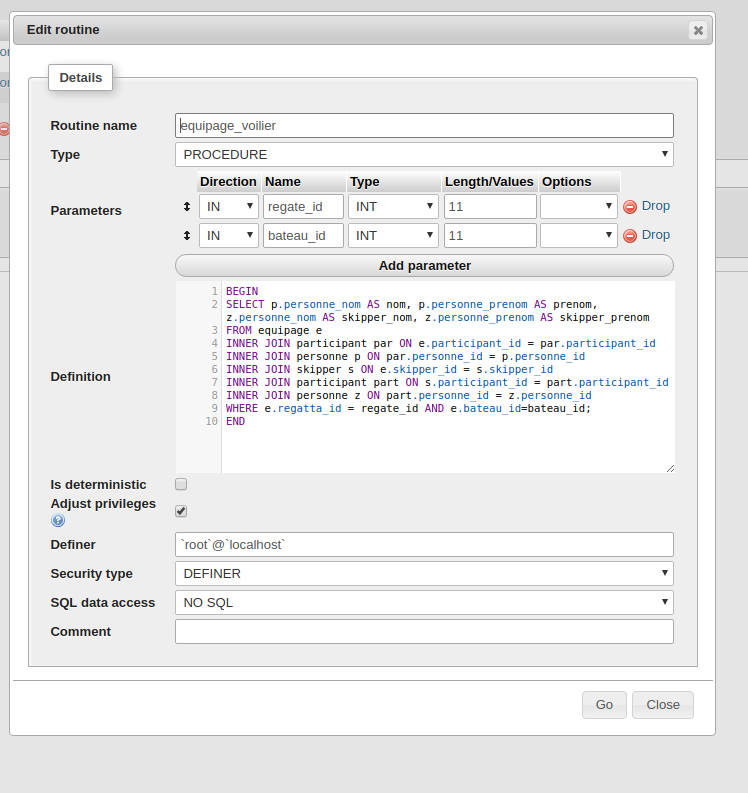 Edit routine
or
or
Details
Routine name equipage_voilier
Type PROCEDURE
Direction Name Type Length/Values Options
Parameters
IN regate_id INT 11 Drop
IN bateau_id INT 11 Drop
Add parameter
Definition
1 BEGIN
2 SELECT p.personne_nom AS nom, p.personne_prenom AS prenom,
z.personne_nom AS skipper_nom, z.personne_prenom AS skipper_prenom
3 FROM equipage e
4 INNER JOIN participant par ON e.participant_id = par.participant_id
5 INNER JOIN personne p ON par.personne_id = p.personne_id
6 INNER JOIN skipper s ON e.skipper_id = s.skipper_id
7 INNER JOIN participant part ON s.participant_id = part.participant_id
8 INNER JOIN personne z ON part.personne_id = z.personne_id
9 WHERE e.regatta_id = regate_id AND e.bateau_id=bateau_id;
10 END
Is deterministic
Adjust privileges
Definer `root`@`localhost`
Security type DEFINER
SQL data access NO SQL
Comment
Go Close